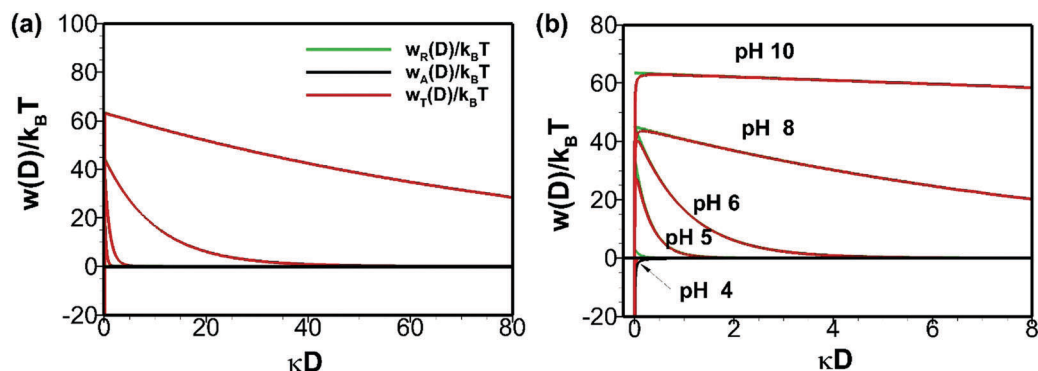 (a)
100
80
60
40
20
0
-20
w(D)/k_BT
w_R(D)/k_BT
w_A(D)/k_BT
w_T(D)/k_BT
0 20 40 60 80
κD
(b)
80
60
40
20
0
-20
w(D)/k_BT
pH 10
pH 8
pH 6
pH 5
pH 4
0 2 4 6 8
κD